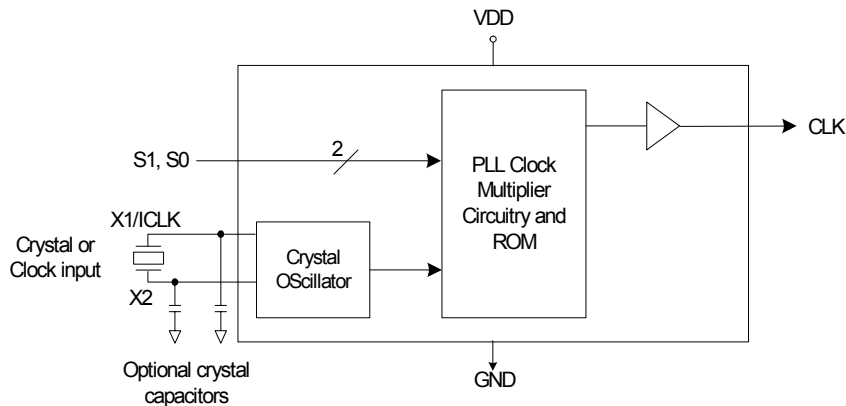 VDD
CLK
2
S1, S0
PLL Clock
Multiplier
Circuitry and
ROM
X1/ICLK
Crystal or
Clock input
Crystal
OScillator
X2
Optional crystal
capacitors
GND